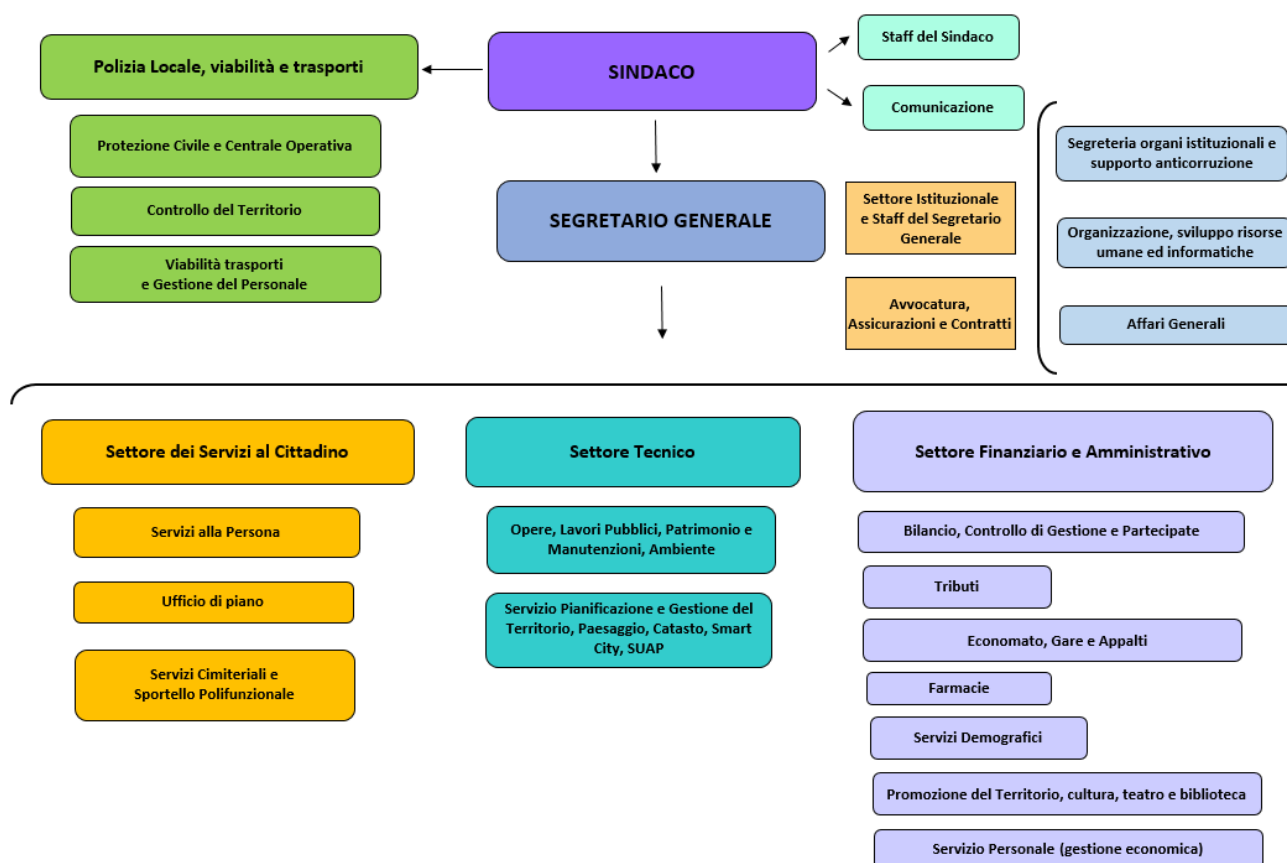 Polizia Locale, viabilità e trasporti
Protezione Civile e Centrale Operativa
Controllo del Territorio
Viabilità trasporti
e Gestione del Personale
SINDACO
Staff del Sindaco
Comunicazione
SEGRETARIO GENERALE
Settore Istituzionale
e Staff del Segretario
Generale
Avvocatura,
Assicurazioni e Contratti
Segreteria organi istituzionali e
supporto anticorruzione
Organizzazione, sviluppo risorse
umane ed informatiche
Affari Generali
Settore dei Servizi al Cittadino
Servizi alla Persona
Ufficio di piano
Servizi Cimiteriali e
Sportello Polifunzionale
Settore Tecnico
Opere, Lavori Pubblici, Patrimonio e
Manutenzioni, Ambiente
Servizio Pianificazione e Gestione del
Territorio, Paesaggio, Catasto, Smart
City, SUAP
Settore Finanziario e Amministrativo
Bilancio, Controllo di Gestione e Partecipate
Tributi
Economato, Gare e Appalti
Farmacie
Servizi Demografici
Promozione del Territorio, cultura, teatro e biblioteca
Servizio Personale (gestione economica)